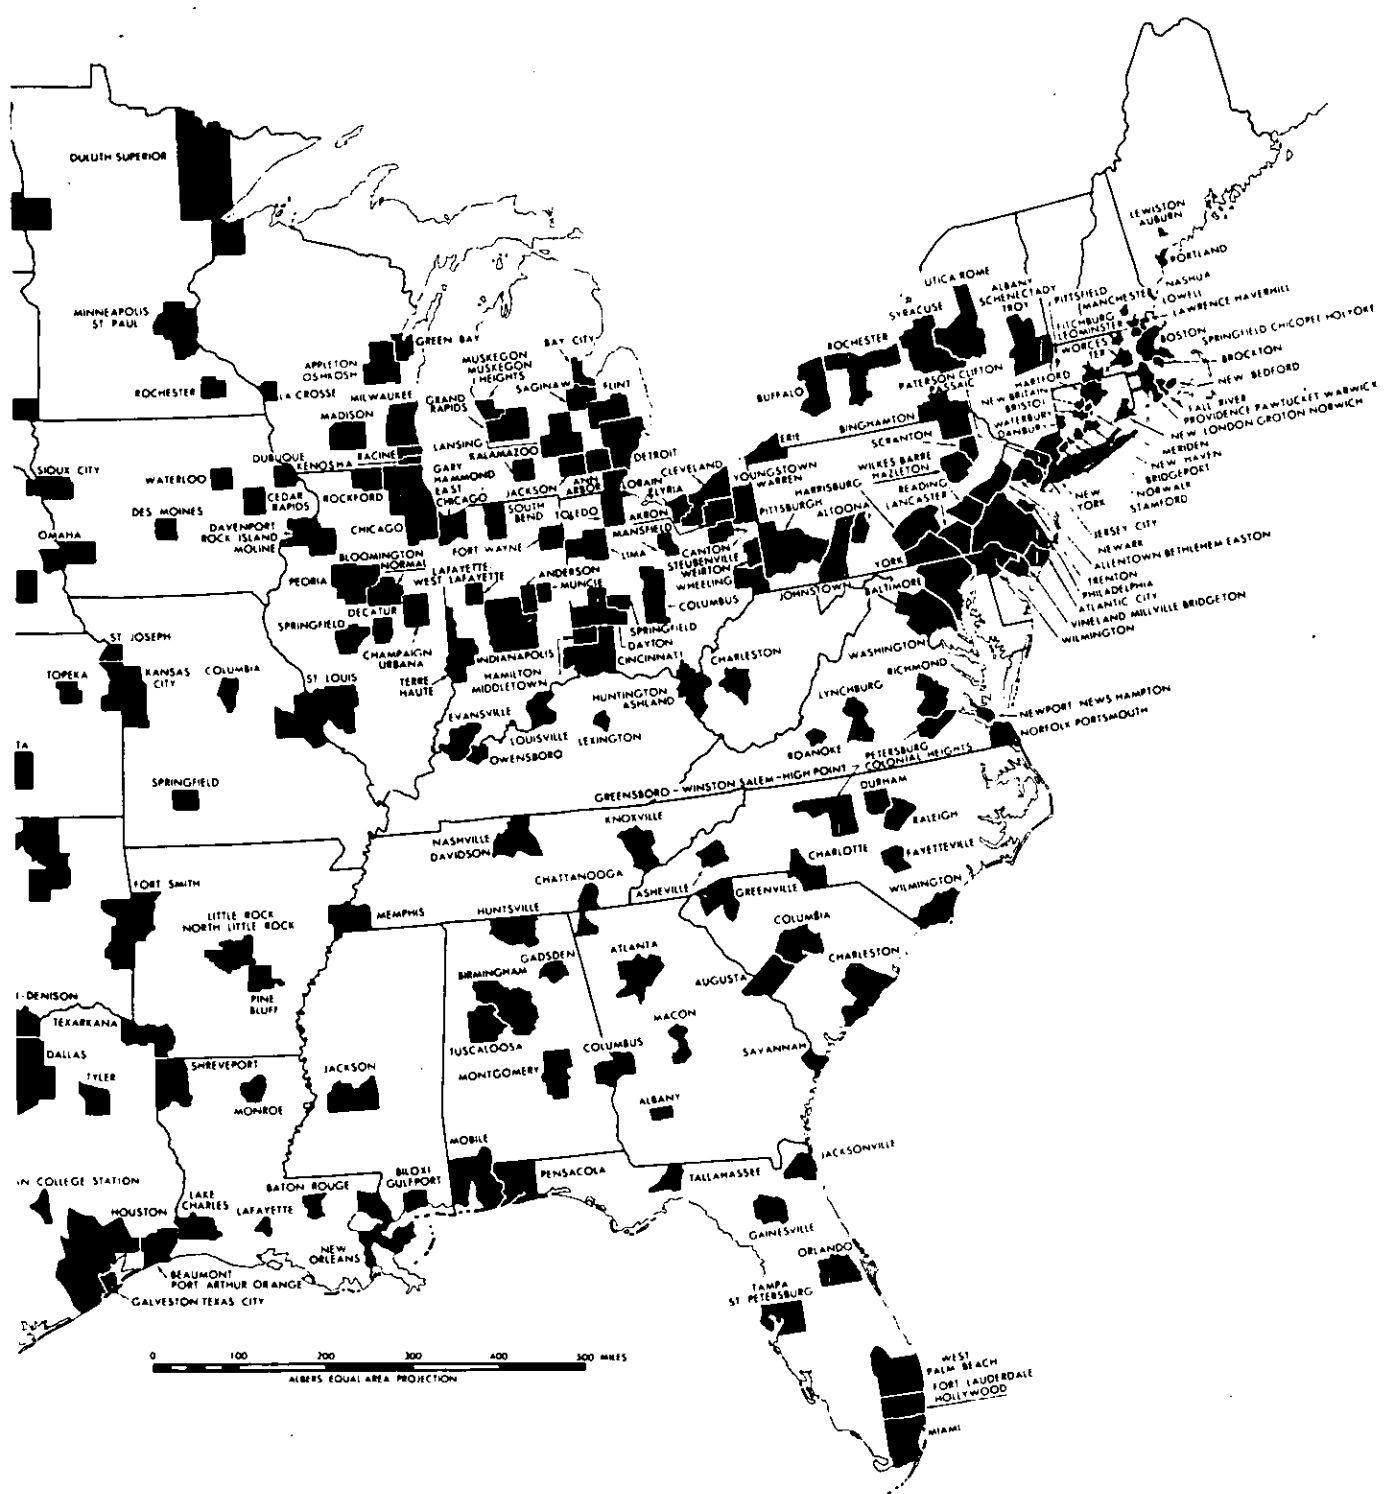 DULUTH SUPERIOR
MINNEAPOLIS
ST PAUL
ROCHESTER
LA CROSSE
GREEN BAY
APPLETON
OSHKOSH
MILWAUKEE
MADISON
RACINE
KENOSHA
MUSKEGON
MUSKEGON
HEIGHTS
GRAND
RAPIDS
BAY CITY
SAGINAW
FLINT
LANSING
KALAMAZOO
DETROIT
JACKSON
ANN
ARBOR
GARY
HAMMOND
EAST
CHICAGO
CHICAGO
ROCKFORD
DUBUQUE
WATERLOO
CEDAR
RAPIDS
DES MOINES
DAVENPORT
ROCK ISLAND
MOLINE
SIOUX CITY
OMAHA
SOUTH
BEND
TOLEDO
FORT WAYNE
LIMA
MANSFIELD
AKRON
LORAIN
ELYRIA
CLEVELAND
YOUNGSTOWN
WARREN
CANTON
STEUBENVILLE
WEIRTON
WHEELING
COLUMBUS
BLOOMINGTON
NORMAL
PEORIA
LAFAYETTE
WEST LAFAYETTE
ANDERSON
MUNCIE
DECATUR
SPRINGFIELD
CHAMPAIGN
URBANA
INDIANAPOLIS
TERRE
HAUTE
SPRINGFIELD
DAYTON
CINCINNATI
HAMILTON
MIDDLETOWN
ST JOSEPH
TOPEKA
KANSAS
CITY
COLUMBIA
ST LOUIS
EVANSVILLE
LOUISVILLE
OWENSBORO
LEXINGTON
HUNTINGTON
ASHLAND
CHARLESTON
TA
SPRINGFIELD
LEWISTON
AUBURN
PORTLAND
NASHUA
LOWELL
LAWRENCE HAVERHILL
MANCHESTER
PITTSFIELD
FITCHBURG
LEOMINSTER
WORCES
TER
BOSTON
SPRINGFIELD CHICOPEE HOLYOKE
BROCKTON
NEW BEDFORD
FALL RIVER
PROVIDENCE PAWTUCKET WARWICK
NEW LONDON GROTON NORWICH
MERIDEN
NEW HAVEN
BRIDGEPORT
NORWALK
STAMFORD
HARTFORD
NEW BRITAIN
BRISTOL
WATERBURY
DANBURY
UTICA ROME
ALBANY
SCHENECTADY
TROY
SYRACUSE
ROCHESTER
BUFFALO
PATERSON CLIFTON
PASSAIC
BINGHAMTON
SCRANTON
WILKES BARRE
HAZLETON
ERIE
HARRISBURG
READING
LANCASTER
PITTSBURGH
ALTOONA
YORK
JOHNSTOWN
BALTIMORE
NEW
YORK
JERSEY CITY
NEWARK
ALLENTOWN BETHLEHEM EASTON
TRENTON
PHILADELPHIA
ATLANTIC CITY
VINELAND MILLVILLE BRIDGETON
WILMINGTON
WASHINGTON
RICHMOND
LYNCHBURG
NEWPORT NEWS HAMPTON
NORFOLK PORTSMOUTH
ROANOKE
PETERSBURG
COLONIAL HEIGHTS
GREENSBORO - WINSTON SALEM - HIGH POINT
DURHAM
RALEIGH
FAYETTEVILLE
WILMINGTON
CHARLOTTE
KNOXVILLE
NASHVILLE
DAVIDSON
CHATTANOOGA
ASHEVILLE
GREENVILLE
COLUMBIA
CHARLESTON
AUGUSTA
SAVANNAH
FORT SMITH
LITTLE ROCK
NORTH LITTLE ROCK
PINE
BLUFF
MEMPHIS
HUNTSVILLE
GADSDEN
BIRMINGHAM
TUSCALOOSA
ATLANTA
MACON
COLUMBUS
MONTGOMERY
ALBANY
-DENISON
TEXARKANA
DALLAS
TYLER
SHREVEPORT
MONROE
JACKSON
MOBILE
PENSACOLA
TALLAHASSEE
JACKSONVILLE
BILOXI
GULFPORT
BATON ROUGE
LAFAYETTE
LAKE
CHARLES
N COLLEGE STATION
HOUSTON
NEW
ORLEANS
BEAUMONT
PORT ARTHUR ORANGE
GALVESTON TEXAS CITY
GAINESVILLE
ORLANDO
TAMPA
ST PETERSBURG
WEST
PALM BEACH
FORT LAUDERDALE
HOLLYWOOD
MIAMI
0 100 200 300 400 500 MILES
ALBERS EQUAL AREA PROJECTION